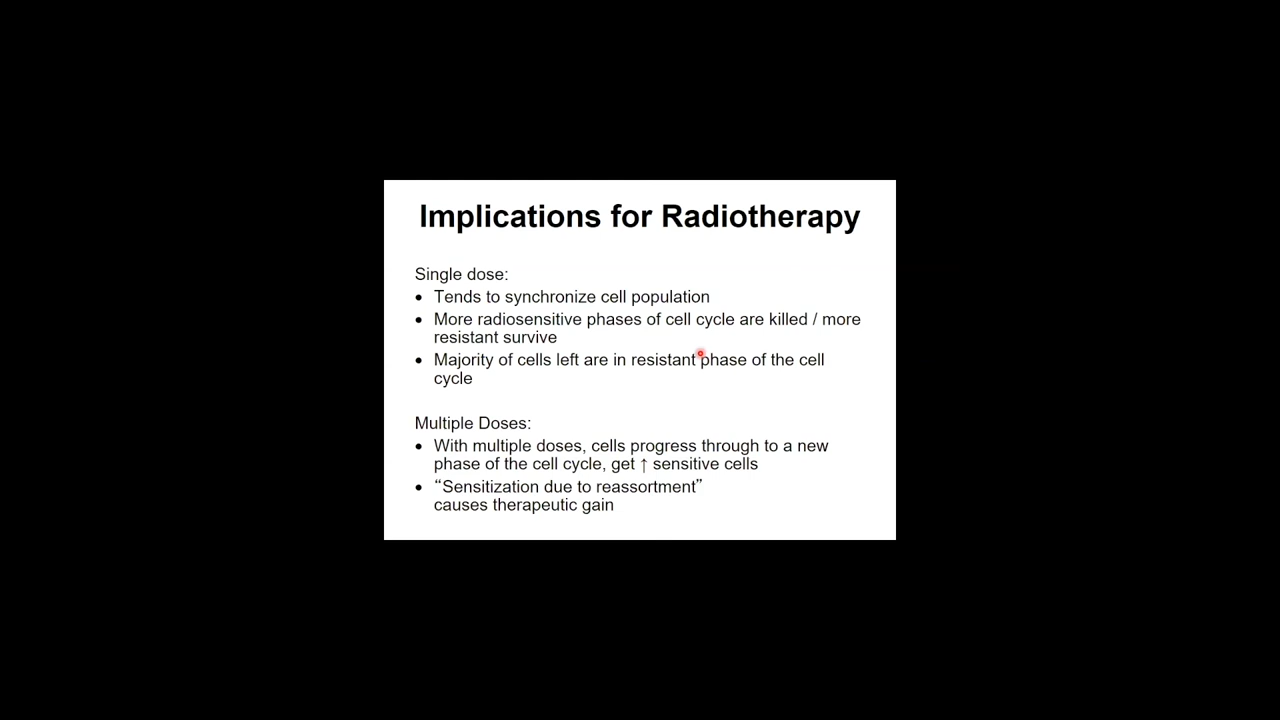 Implications for Radiotherapy
Single dose:
• Tends to synchronize cell population
• More radiosensitive phases of cell cycle are killed / more
resistant survive
• Majority of cells left are in resistant phase of the cell
cycle
Multiple Doses:
• With multiple doses, cells progress through to a new
phase of the cell cycle, get ↑ sensitive cells
• “Sensitization due to reassortment”
causes therapeutic gain